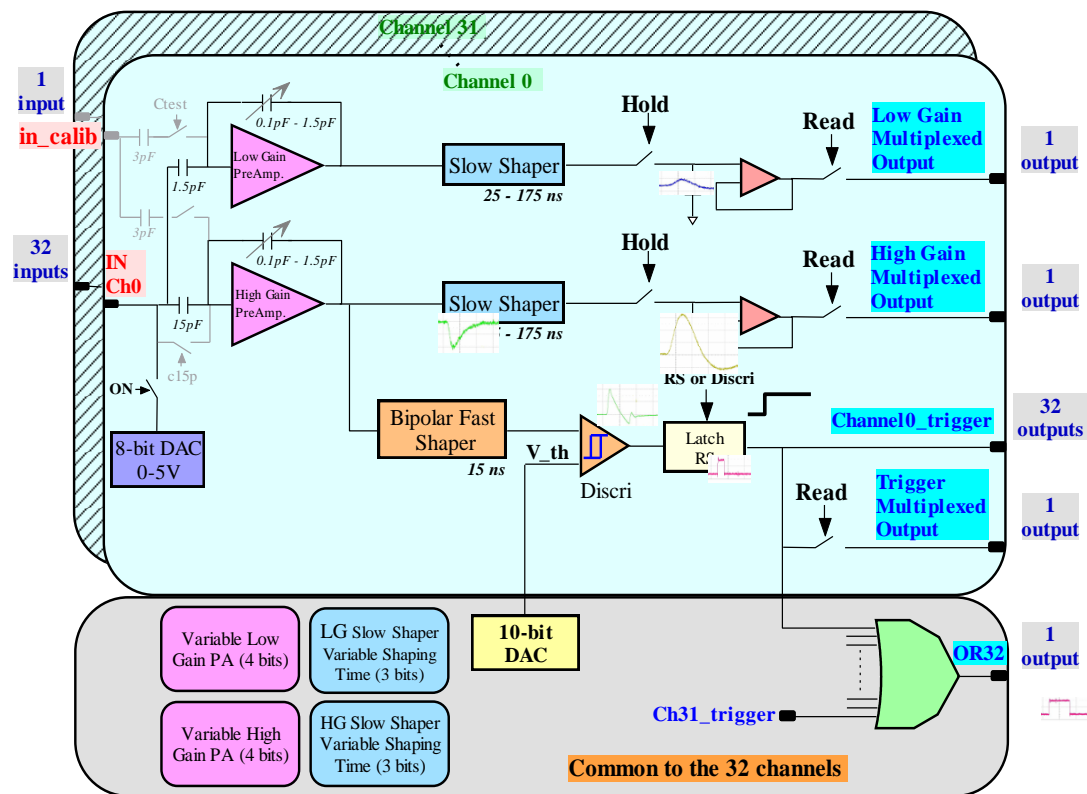 Channel 31
Channel 0
1
input
in_calib
Ctest
3pF
1.5pF
0.1pF - 1.5pF
Low Gain
PreAmp.
Slow Shaper
25 - 175 ns
Hold
Read
Low Gain
Multiplexed
Output
1
output
3pF
32
inputs
IN
Ch0
15pF
0.1pF - 1.5pF
High Gain
PreAmp.
Slow Shaper
- 175 ns
Hold
Read
High Gain
Multiplexed
Output
1
output
c15p
ON
8-bit DAC
0-5V
Bipolar Fast
Shaper
15 ns
V_th
Discri
RS or Discri
Latch
RS
Channel0_trigger
32
outputs
Read
Trigger
Multiplexed
Output
1
output
Variable Low
Gain PA (4 bits)
LG Slow Shaper
Variable Shaping
Time (3 bits)
10-bit
DAC
OR32
1
output
Ch31_trigger
Variable High
Gain PA (4 bits)
HG Slow Shaper
Variable Shaping
Time (3 bits)
Common to the 32 channels